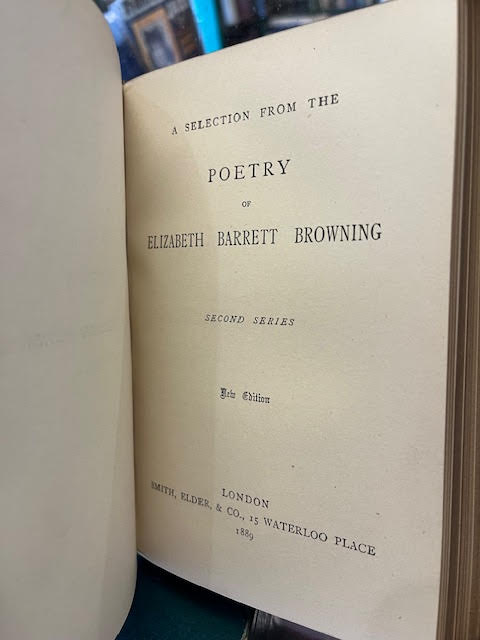 A SELECTION FROM THE
POETRY
OF
ELIZABETH BARRETT BROWNING
SECOND SERIES
New Edition
LONDON
SMITH, ELDER, & CO., 15 WATERLOO PLACE
1889